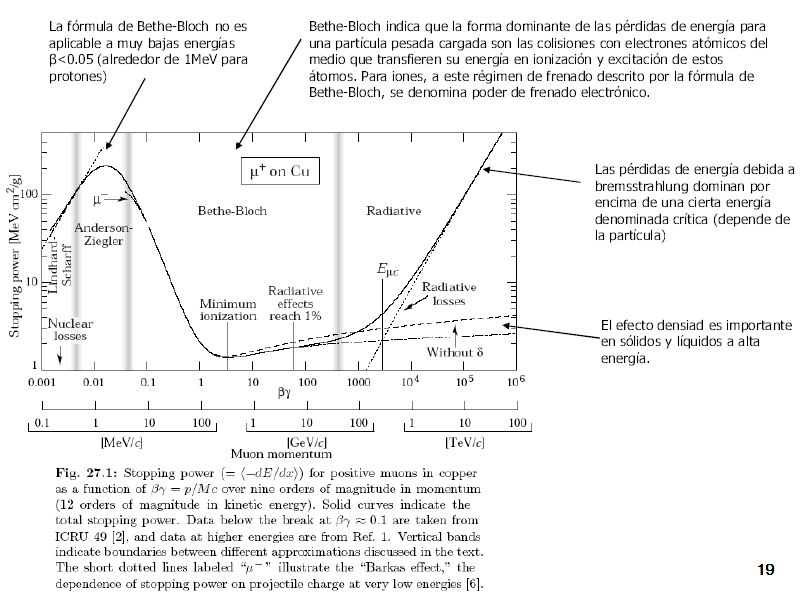 La fórmula de Bethe-Bloch no es
aplicable a muy bajas energías
β<0.05 (alrededor de 1MeV para
protones)
Bethe-Bloch indica que la forma dominante de las pérdidas de energía para
una partícula pesada cargada son las colisiones con electrones atómicos del
medio que transfieren su energía en ionización y excitación de estos
átomos. Para iones, a este régimen de frenado descrito por la fórmula de
Bethe-Bloch, se denomina poder de frenado electrónico.
Las pérdidas de energía debida a
bremsstrahlung dominan por
encima de una cierta energía
denominada crítica (depende de
la partícula)
El efecto densiad es importante
en sólidos y líquidos a alta
energía.
Stopping power [MeV cm²/g]
100
10
1
μ⁺ on Cu
μ⁻
Bethe-Bloch
Radiative
Anderson-
Ziegler
Lindhard-
Scharff
Eμc
Radiative
losses
Radiative
effects
reach 1%
Minimum
ionization
Nuclear
losses
Without δ
0.001 0.01 0.1 1 10 100 1000 10⁴ 10⁵ 10⁶
βγ
0.1 1 10 100 1 10 100 1 10 100
[MeV/c] [GeV/c] [TeV/c]
Muon momentum
Fig. 27.1: Stopping power (= ⟨−dE/dx⟩) for positive muons in copper
as a function of βγ = p/Mc over nine orders of magnitude in momentum
(12 orders of magnitude in kinetic energy). Solid curves indicate the
total stopping power. Data below the break at βγ ≈ 0.1 are taken from
ICRU 49 [2], and data at higher energies are from Ref. 1. Vertical bands
indicate boundaries between different approximations discussed in the text.
The short dotted lines labeled “μ⁻” illustrate the “Barkas effect,” the
dependence of stopping power on projectile charge at very low energies [6].
19